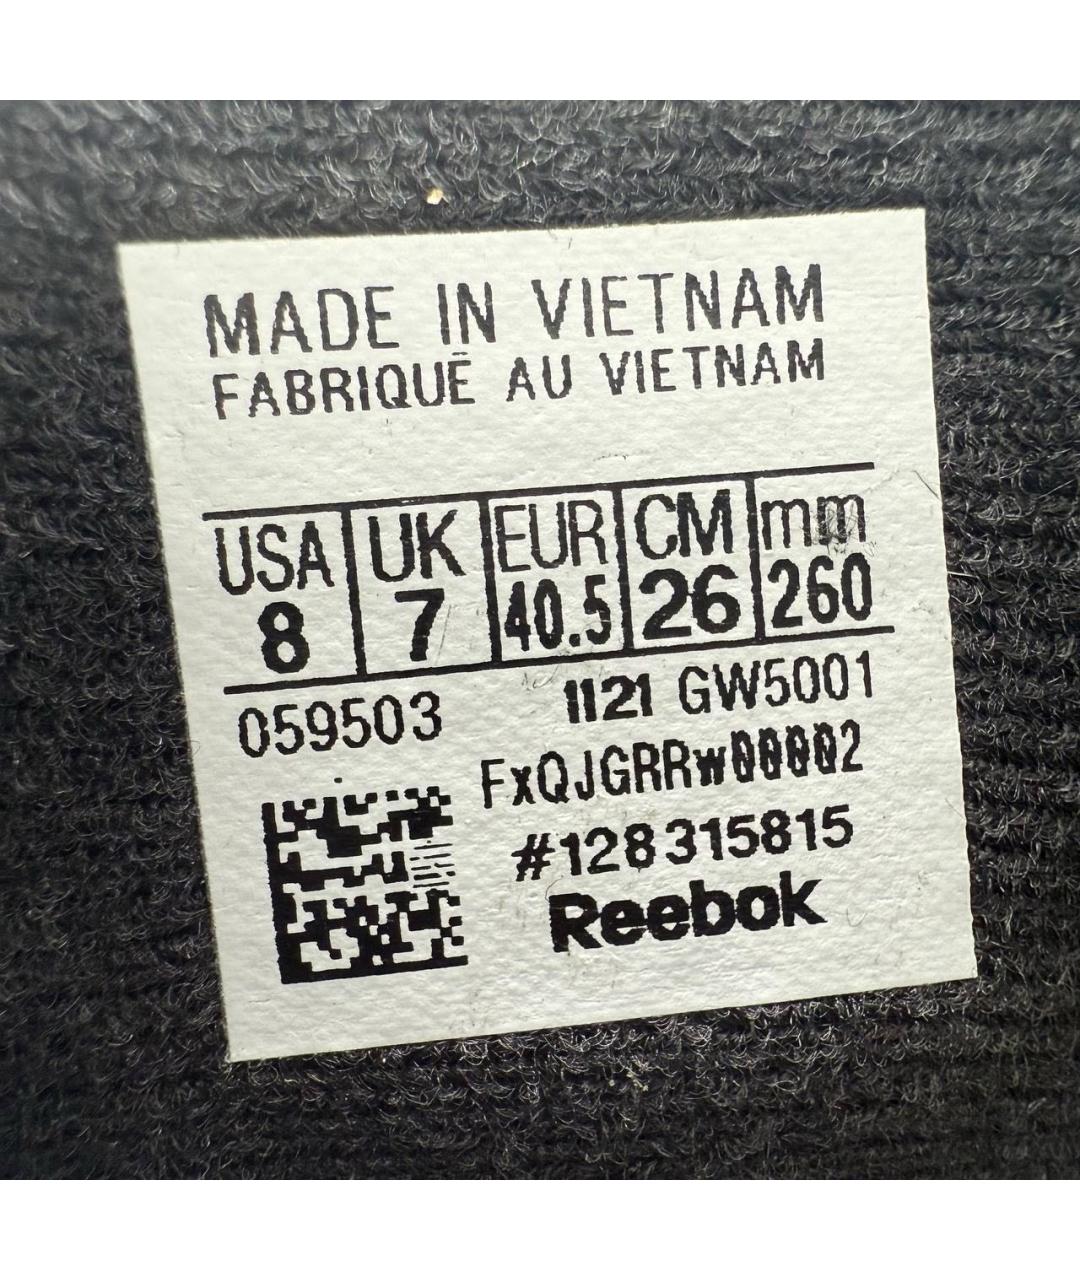 MADE IN VIETNAM
FABRIQUÉ AU VIETNAM
USA UK EUR CM mm
8 7 40.5 26 260
059503 1121 GW5001
FxQJGRRw00002
#128315815
Reebok